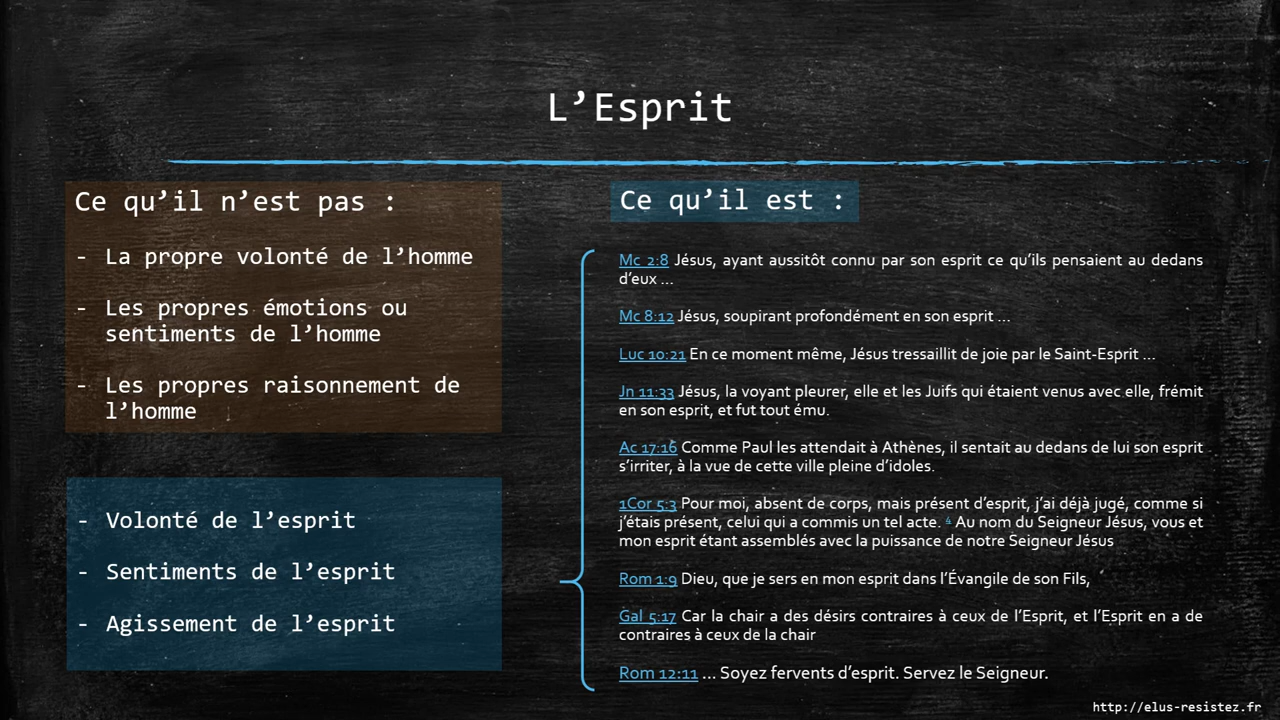 L’Esprit
Ce qu’il n’est pas :
- La propre volonté de l’homme
- Les propres émotions ou
sentiments de l’homme
- Les propres raisonnement de
l’homme
- Volonté de l’esprit
- Sentiments de l’esprit
- Agissement de l’esprit
Ce qu’il est :
Mc 2:8 Jésus, ayant aussitôt connu par son esprit ce qu’ils pensaient au dedans
d’eux …
Mc 8:12 Jésus, soupirant profondément en son esprit …
Luc 10:21 En ce moment même, Jésus tressaillit de joie par le Saint-Esprit …
Jn 11:33 Jésus, la voyant pleurer, elle et les Juifs qui étaient venus avec elle, frémit
en son esprit, et fut tout ému.
Ac 17:16 Comme Paul les attendait à Athènes, il sentait au dedans de lui son esprit
s’irriter, à la vue de cette ville pleine d’idoles.
1Cor 5:3 Pour moi, absent de corps, mais présent d’esprit, j’ai déjà jugé, comme si
j’étais présent, celui qui a commis un tel acte. 4 Au nom du Seigneur Jésus, vous et
mon esprit étant assemblés avec la puissance de notre Seigneur Jésus
Rom 1:9 Dieu, que je sers en mon esprit dans l’Évangile de son Fils,
Gal 5:17 Car la chair a des désirs contraires à ceux de l’Esprit, et l’Esprit en a de
contraires à ceux de la chair
Rom 12:11 … Soyez fervents d’esprit. Servez le Seigneur.
http://elus-resistez.fr